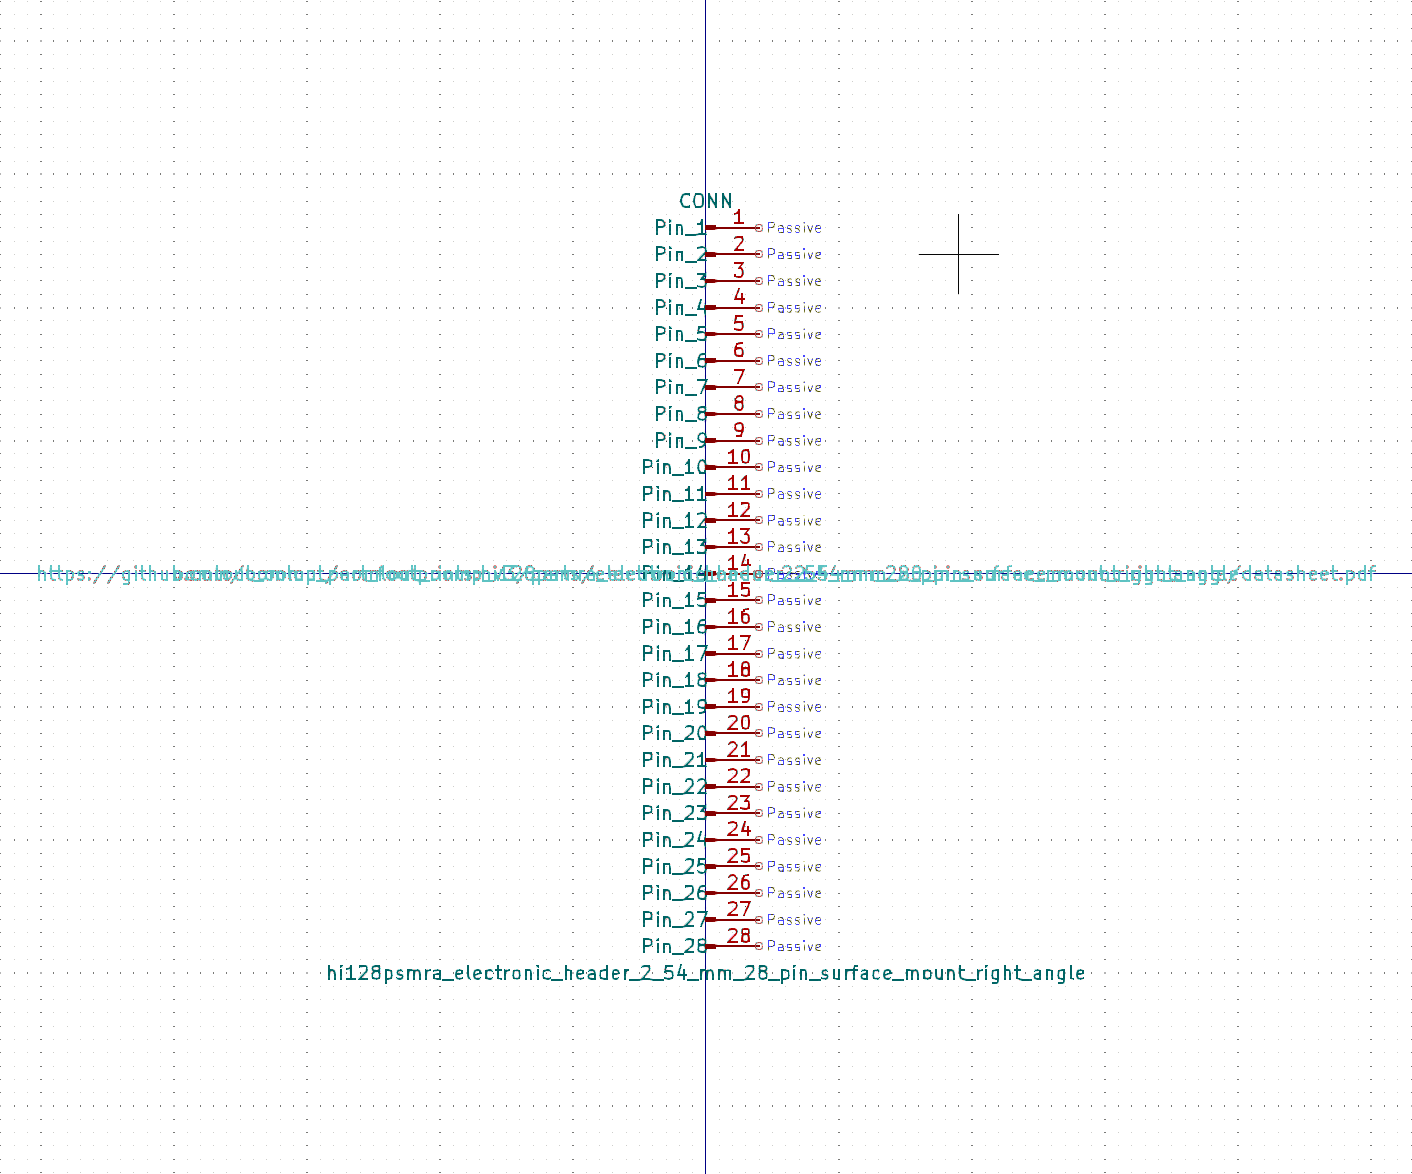 CONN
Pin_1 1 Passive
Pin_2 2 Passive
Pin_3 3 Passive
Pin_4 4 Passive
Pin_5 5 Passive
Pin_6 6 Passive
Pin_7 7 Passive
Pin_8 8 Passive
Pin_9 9 Passive
Pin_10 10 Passive
Pin_11 11 Passive
Pin_12 12 Passive
Pin_13 13 Passive
Pin_14 14 Passive
Pin_15 15 Passive
Pin_16 16 Passive
Pin_17 17 Passive
Pin_18 18 Passive
Pin_19 19 Passive
Pin_20 20 Passive
Pin_21 21 Passive
Pin_22 22 Passive
Pin_23 23 Passive
Pin_24 24 Passive
Pin_25 25 Passive
Pin_26 26 Passive
Pin_27 27 Passive
Pin_28 28 Passive
hi128psmra_electronic_header_2_54_mm_28_pin_surface_mount_right_angle